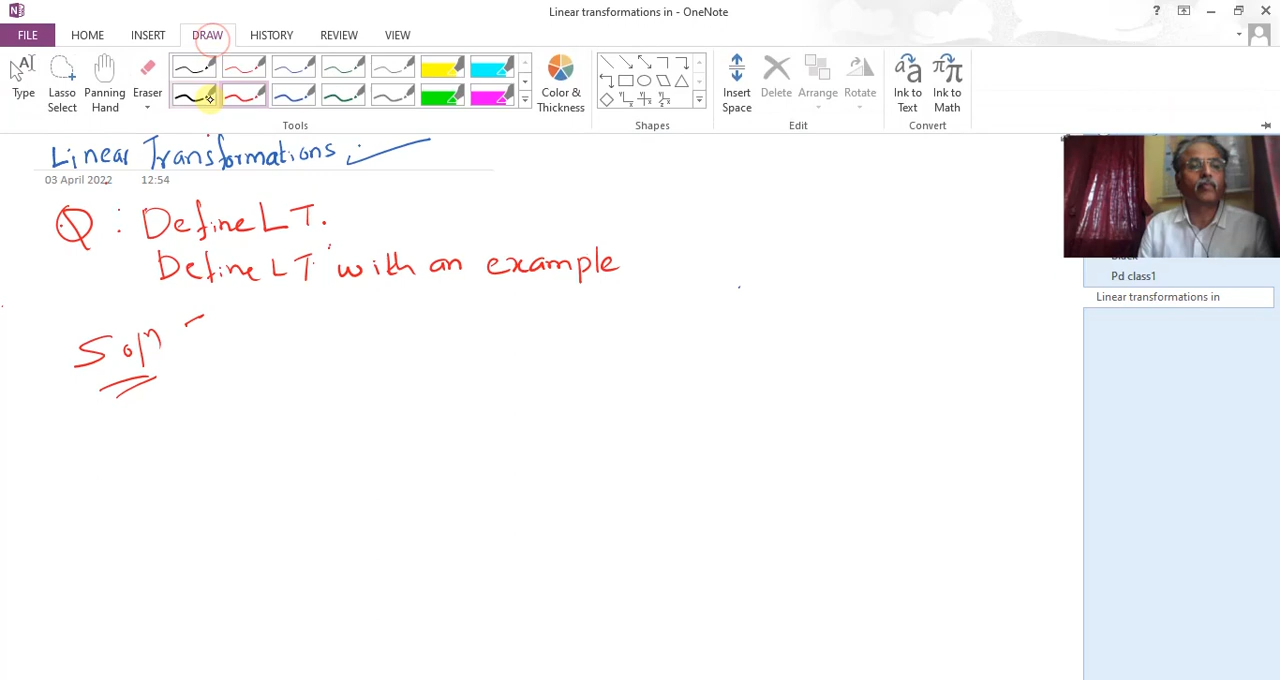 Linear transformations in - OneNote
FILE HOME INSERT DRAW HISTORY REVIEW VIEW
Type
Lasso Select
Panning Hand
Eraser
Color & Thickness
Insert Space
Delete
Arrange
Rotate
Ink to Text
Ink to Math
Tools
Shapes
Edit
Convert
Linear Transformations
03 April 2022 12:54
Q : Define LT.
Define LT with an example
Soln
Pd class1
Linear transformations in